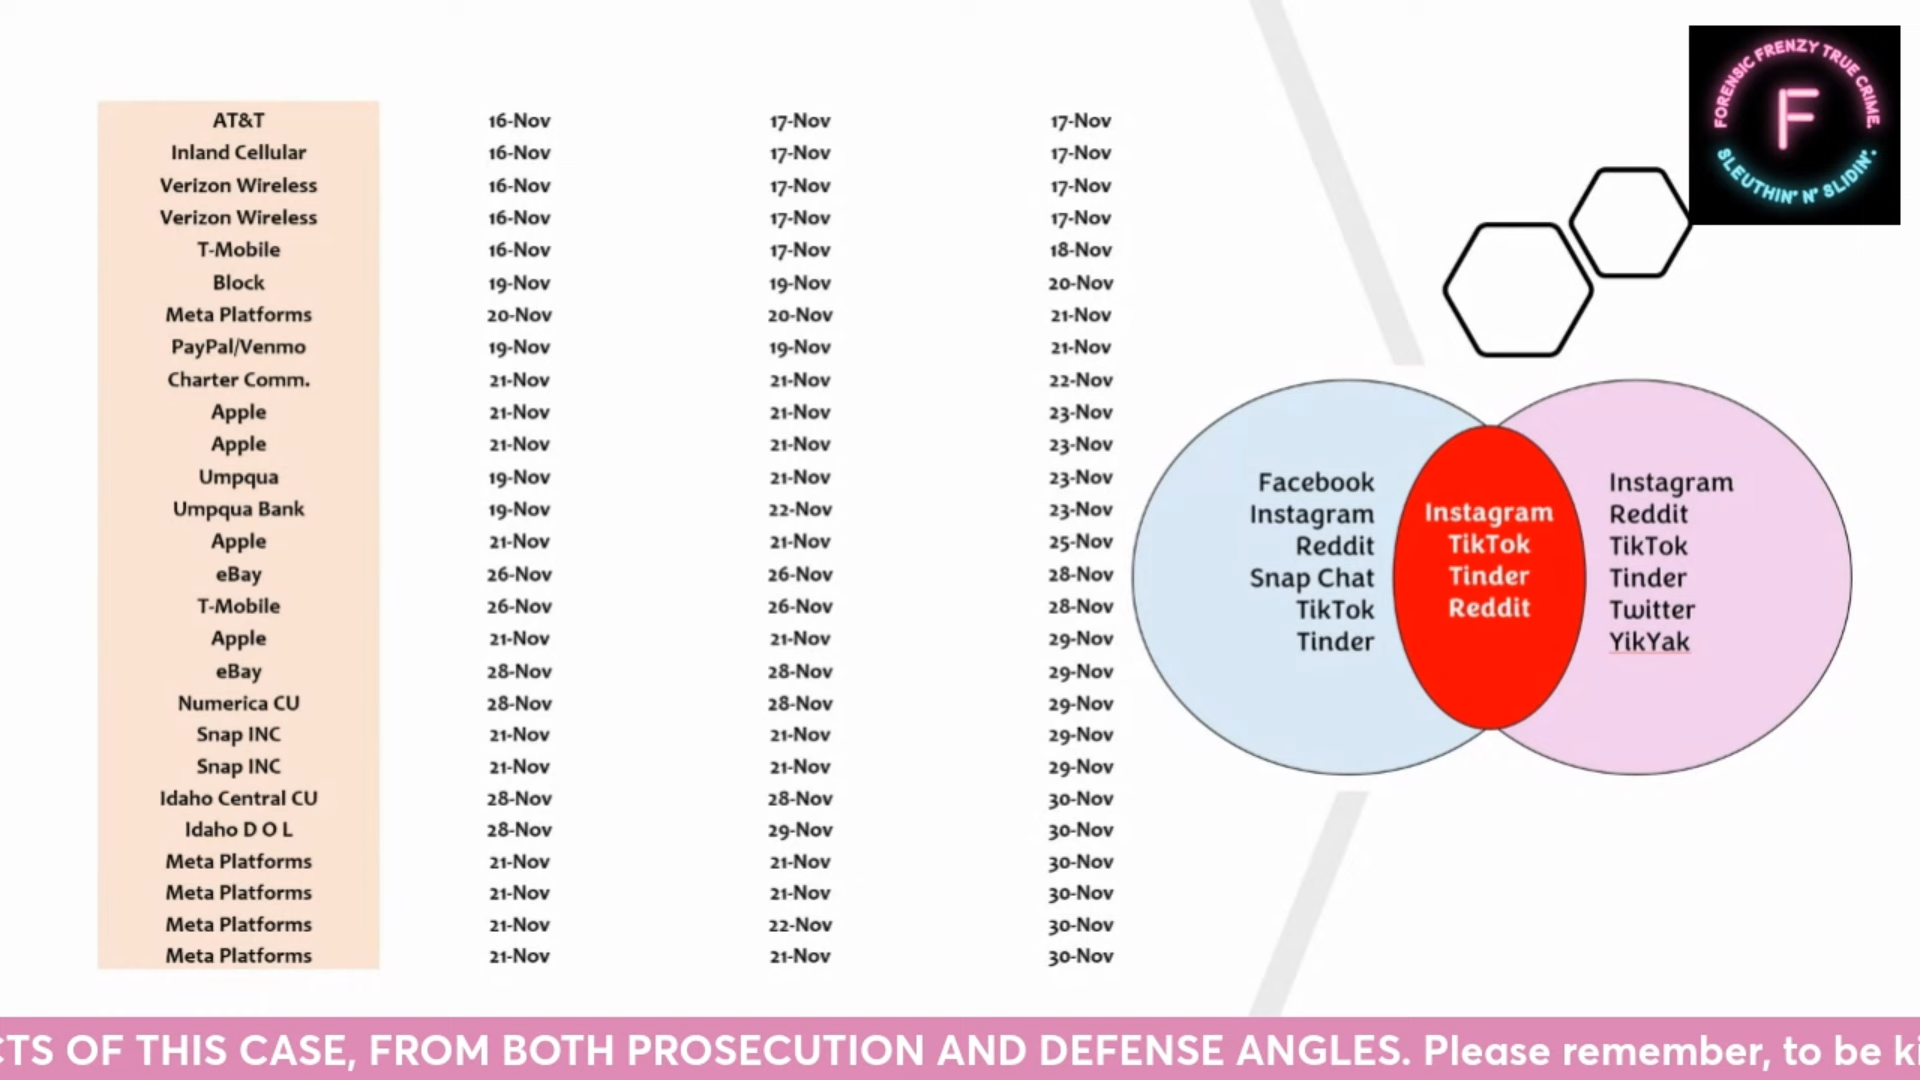 FORENSIC FRENZY TRUE CRIME.
F
SLEUTHIN' N' SLIDIN'.
AT&T 16-Nov 17-Nov 17-Nov
Inland Cellular 16-Nov 17-Nov 17-Nov
Verizon Wireless 16-Nov 17-Nov 17-Nov
Verizon Wireless 16-Nov 17-Nov 17-Nov
T-Mobile 16-Nov 17-Nov 18-Nov
Block 19-Nov 19-Nov 20-Nov
Meta Platforms 20-Nov 20-Nov 21-Nov
PayPal/Venmo 19-Nov 19-Nov 21-Nov
Charter Comm. 21-Nov 21-Nov 22-Nov
Apple 21-Nov 21-Nov 23-Nov
Apple 21-Nov 21-Nov 23-Nov
Umpqua 19-Nov 21-Nov 23-Nov
Umpqua Bank 19-Nov 22-Nov 23-Nov
Apple 21-Nov 21-Nov 25-Nov
eBay 26-Nov 26-Nov 28-Nov
T-Mobile 26-Nov 26-Nov 28-Nov
Apple 21-Nov 21-Nov 29-Nov
eBay 28-Nov 28-Nov 29-Nov
Numerica CU 28-Nov 28-Nov 29-Nov
Snap INC 21-Nov 21-Nov 29-Nov
Snap INC 21-Nov 21-Nov 29-Nov
Idaho Central CU 28-Nov 28-Nov 30-Nov
Idaho D O L 28-Nov 29-Nov 30-Nov
Meta Platforms 21-Nov 21-Nov 30-Nov
Meta Platforms 21-Nov 21-Nov 30-Nov
Meta Platforms 21-Nov 22-Nov 30-Nov
Meta Platforms 21-Nov 21-Nov 30-Nov
Facebook
Instagram
Reddit
Snap Chat
TikTok
Tinder
Instagram
TikTok
Tinder
Reddit
Instagram
Reddit
TikTok
Tinder
Twitter
YikYak
CTS OF THIS CASE, FROM BOTH PROSECUTION AND DEFENSE ANGLES. Please remember, to be ki